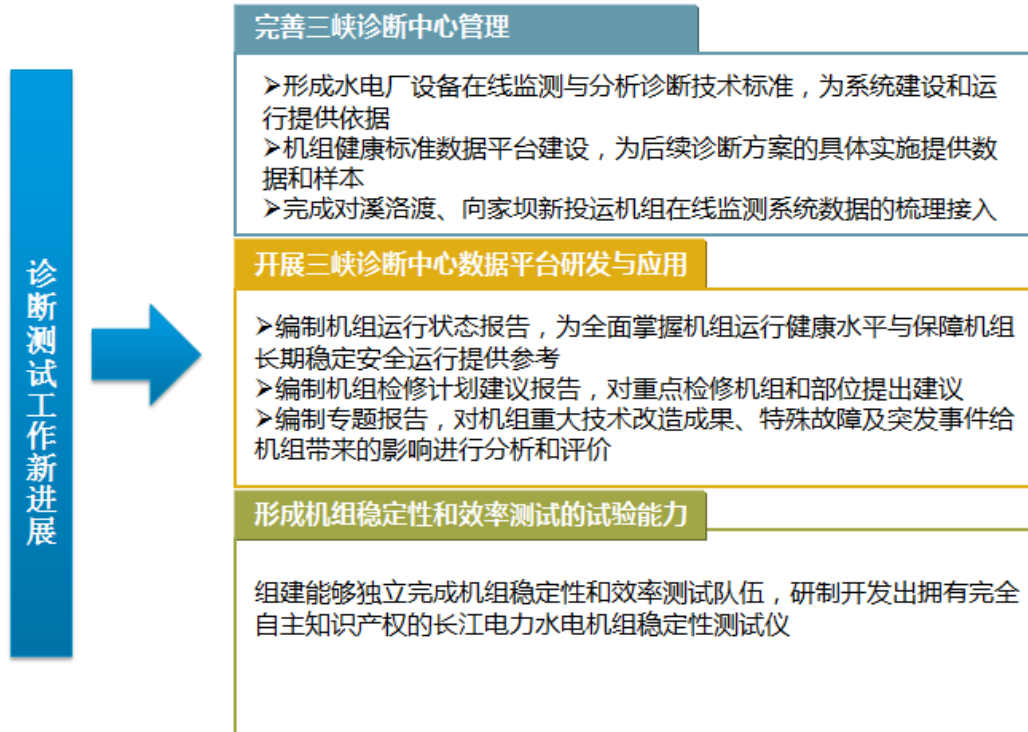 诊断测试工作新进展
完善三峡诊断中心管理
➢形成水电厂设备在线监测与分析诊断技术标准，为系统建设和运
行提供依据
➢机组健康标准数据平台建设，为后续诊断方案的具体实施提供数
据和样本
➢完成对溪洛渡、向家坝新投运机组在线监测系统数据的梳理接入
开展三峡诊断中心数据平台研发与应用
➢编制机组运行状态报告，为全面掌握机组运行健康水平与保障机组
长期稳定安全运行提供参考
➢编制机组检修计划建议报告，对重点检修机组和部位提出建议
➢编制专题报告，对机组重大技术改造成果、特殊故障及突发事件给
机组带来的影响进行分析和评价
形成机组稳定性和效率测试的试验能力
组建能够独立完成机组稳定性和效率测试队伍，研制开发出拥有完全
自主知识产权的长江电力水电机组稳定性测试仪